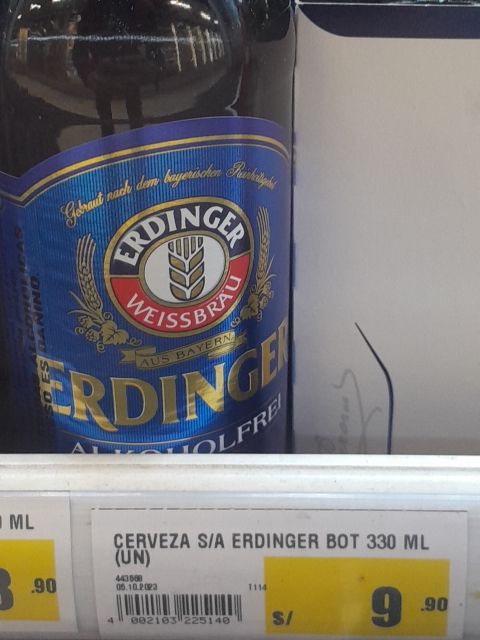 Gebraut nach dem bayerischen Reinheitsgebot
ERDINGER
WEISSBRÄU
AUS BAYERN
ERDINGER
ALKOHOLFREI
ML
.90
CERVEZA S/A ERDINGER BOT 330 ML
(UN)
05.10.2023
T114
4 002103 225140
S/ 9 .90